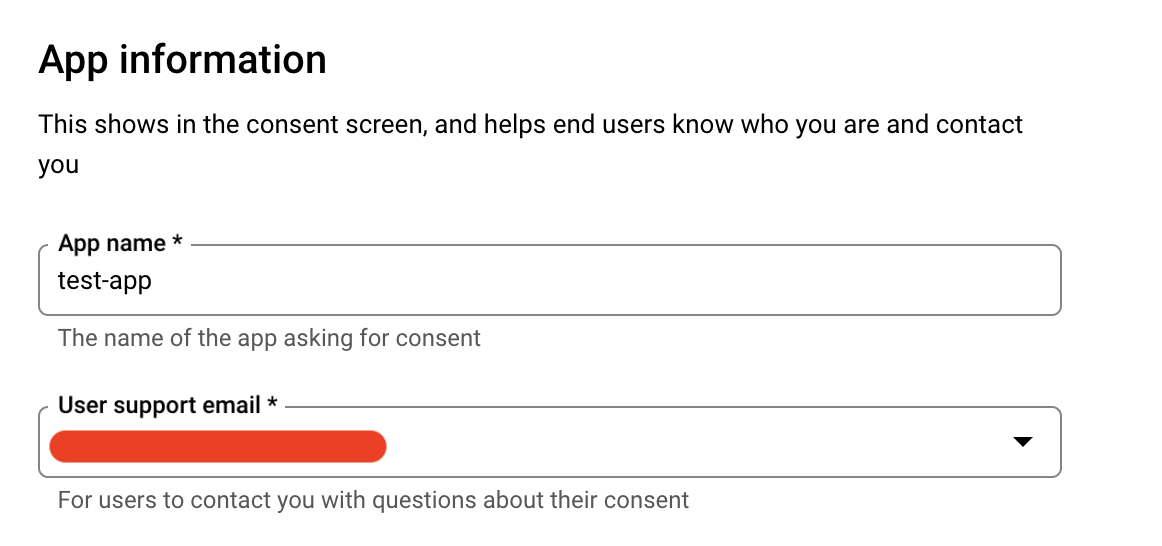 App information
This shows in the consent screen, and helps end users know who you are and contact
you
App name *
test-app
The name of the app asking for consent
User support email *
For users to contact you with questions about their consent